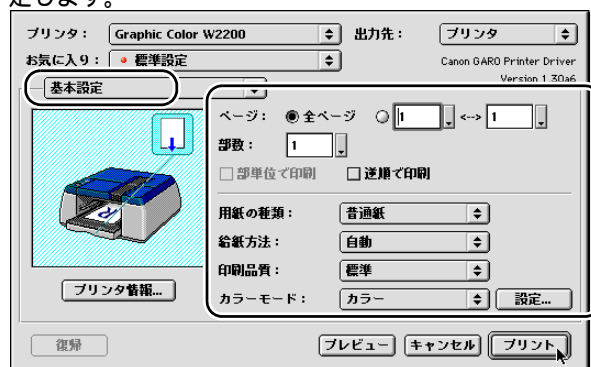 定します。
プリンタ： Graphic Color W2200 出力先： プリンタ
お気に入り： 標準設定 Canon GARO Printer Driver
Version 1.30a6
基本設定
ページ： 全ページ 1 <--> 1
部数： 1
部単位で印刷 逆順で印刷
用紙の種類： 普通紙
給紙方法： 自動
印刷品質： 標準
プリンタ情報...
カラーモード： カラー 設定...
復帰 プレビュー キャンセル プリント